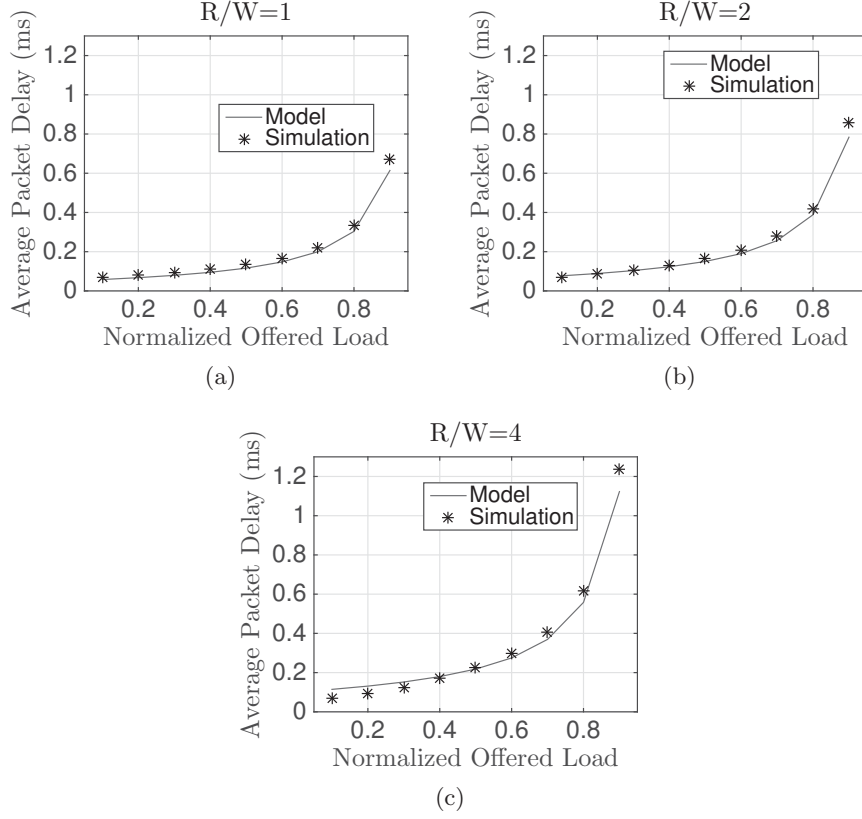 R/W=1
Average Packet Delay (ms)
1.2
1
0.8
0.6
0.4
0.2
0
Model
Simulation
0.2 0.4 0.6 0.8
Normalized Offered Load
(a)
R/W=2
Average Packet Delay (ms)
1.2
1
0.8
0.6
0.4
0.2
0
Model
Simulation
0.2 0.4 0.6 0.8
Normalized Offered Load
(b)
R/W=4
Average Packet Delay (ms)
1.2
1
0.8
0.6
0.4
0.2
0
Model
Simulation
0.2 0.4 0.6 0.8
Normalized Offered Load
(c)